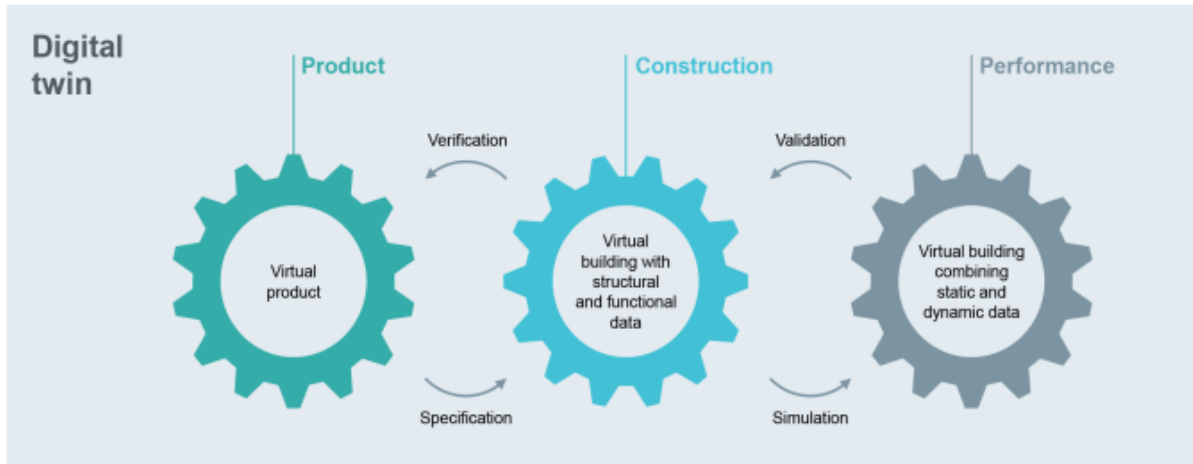 Digital
twin
Product
Construction
Performance
Verification
Validation
Virtual
product
Virtual
building with
structural
and functional
data
Virtual building
combining
static and
dynamic data
Specification
Simulation